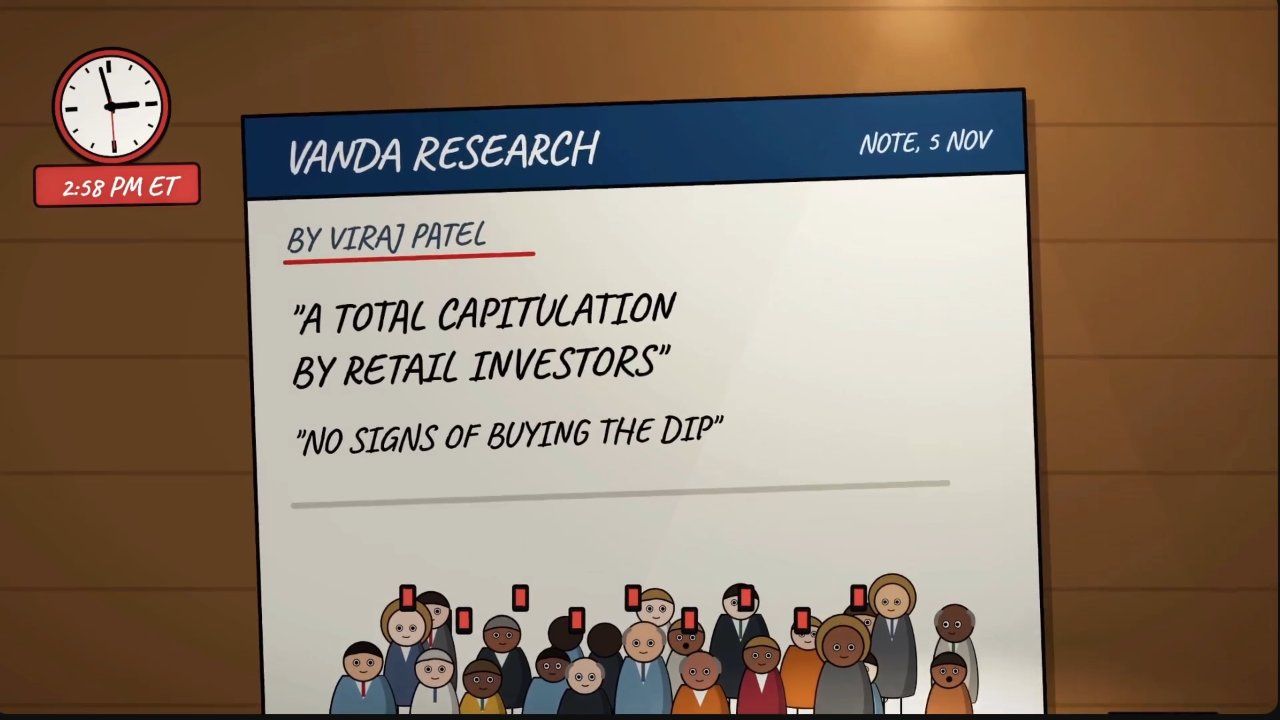 2:58 PM ET
VANDA RESEARCH
NOTE, 5 NOV
BY VIRAJ PATEL
"A TOTAL CAPITULATION
BY RETAIL INVESTORS"
"NO SIGNS OF BUYING THE DIP"